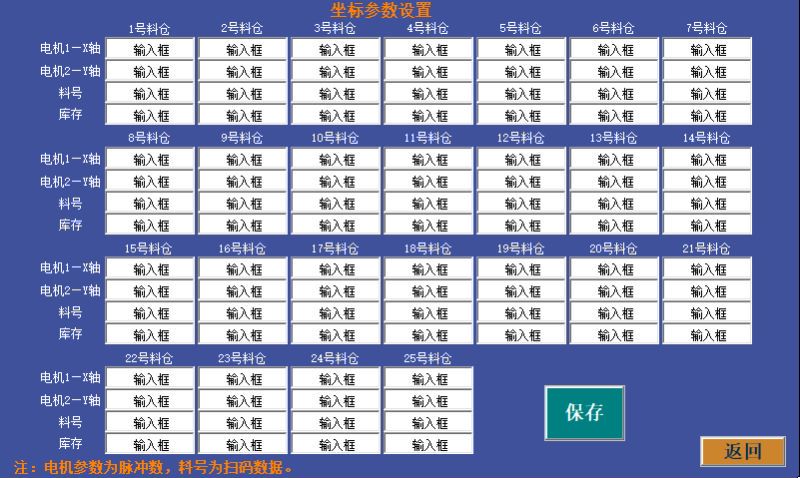 坐标参数设置
1号料仓 2号料仓 3号料仓 4号料仓 5号料仓 6号料仓 7号料仓
电机1－X轴 输入框 输入框 输入框 输入框 输入框 输入框 输入框
电机2－Y轴 输入框 输入框 输入框 输入框 输入框 输入框 输入框
料号 输入框 输入框 输入框 输入框 输入框 输入框 输入框
库存 输入框 输入框 输入框 输入框 输入框 输入框 输入框
8号料仓 9号料仓 10号料仓 11号料仓 12号料仓 13号料仓 14号料仓
电机1－X轴 输入框 输入框 输入框 输入框 输入框 输入框 输入框
电机2－Y轴 输入框 输入框 输入框 输入框 输入框 输入框 输入框
料号 输入框 输入框 输入框 输入框 输入框 输入框 输入框
库存 输入框 输入框 输入框 输入框 输入框 输入框 输入框
15号料仓 16号料仓 17号料仓 18号料仓 19号料仓 20号料仓 21号料仓
电机1－X轴 输入框 输入框 输入框 输入框 输入框 输入框 输入框
电机2－Y轴 输入框 输入框 输入框 输入框 输入框 输入框 输入框
料号 输入框 输入框 输入框 输入框 输入框 输入框 输入框
库存 输入框 输入框 输入框 输入框 输入框 输入框 输入框
22号料仓 23号料仓 24号料仓 25号料仓
电机1－X轴 输入框 输入框 输入框 输入框
电机2－Y轴 输入框 输入框 输入框 输入框
料号 输入框 输入框 输入框 输入框
库存 输入框 输入框 输入框 输入框
保存
返回
注：电机参数为脉冲数，料号为扫码数据。